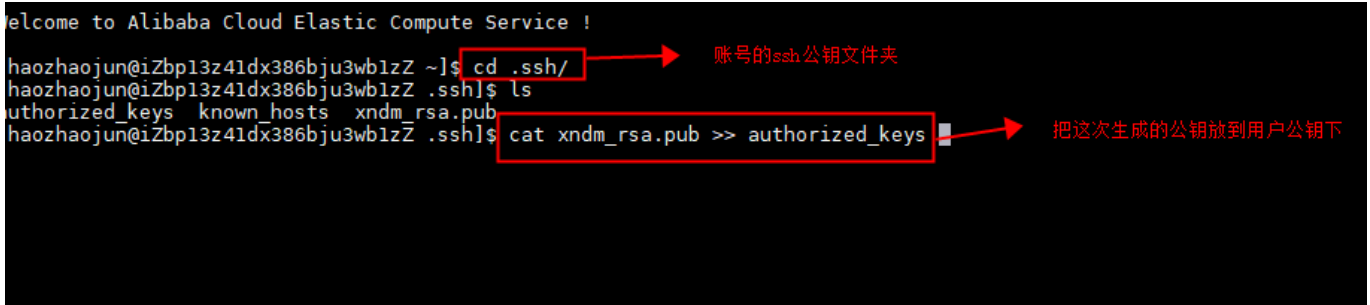 Welcome to Alibaba Cloud Elastic Compute Service !
账号的ssh公钥文件夹
haozhaojun@iZbp13z41dx386bju3wb1zZ ~]$ cd .ssh/
haozhaojun@iZbp13z41dx386bju3wb1zZ .ssh]$ ls
authorized_keys known_hosts xndm_rsa.pub
haozhaojun@iZbp13z41dx386bju3wb1zZ .ssh]$ cat xndm_rsa.pub >> authorized_keys
把这次生成的公钥放到用户公钥下